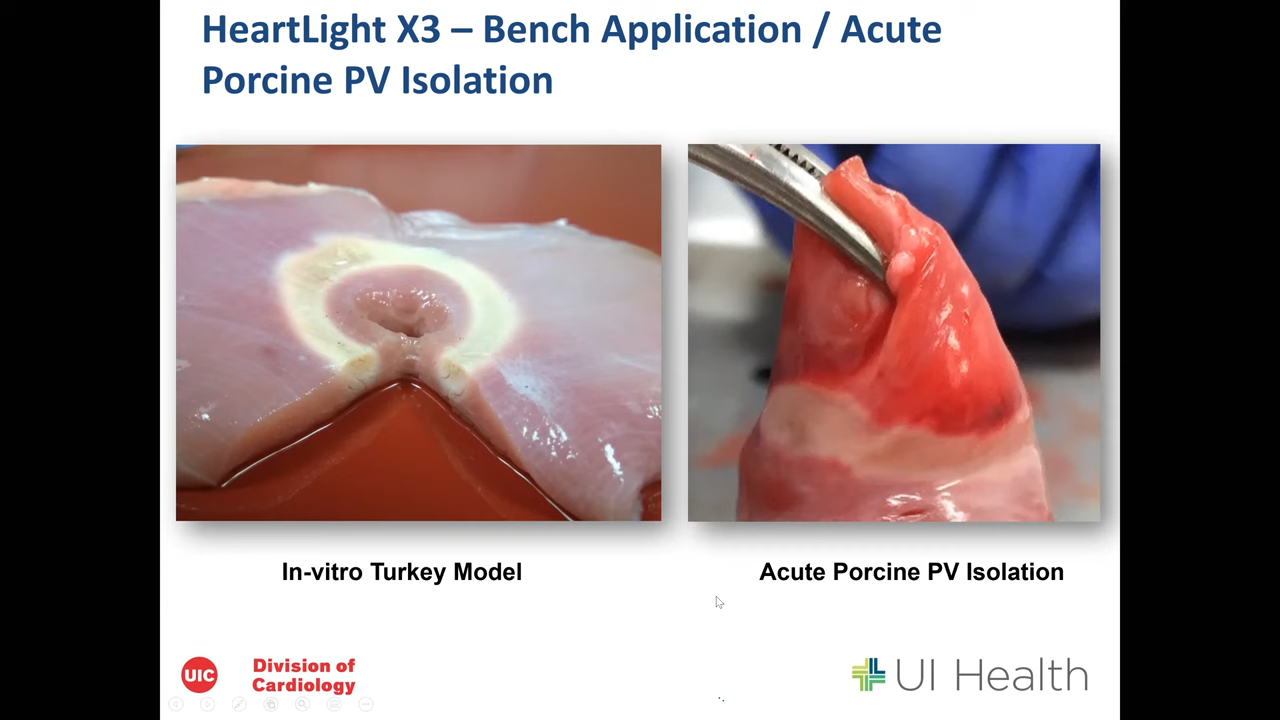 HeartLight X3 – Bench Application / Acute
Porcine PV Isolation
In-vitro Turkey Model
Acute Porcine PV Isolation
UIC
Division of
Cardiology
UI Health